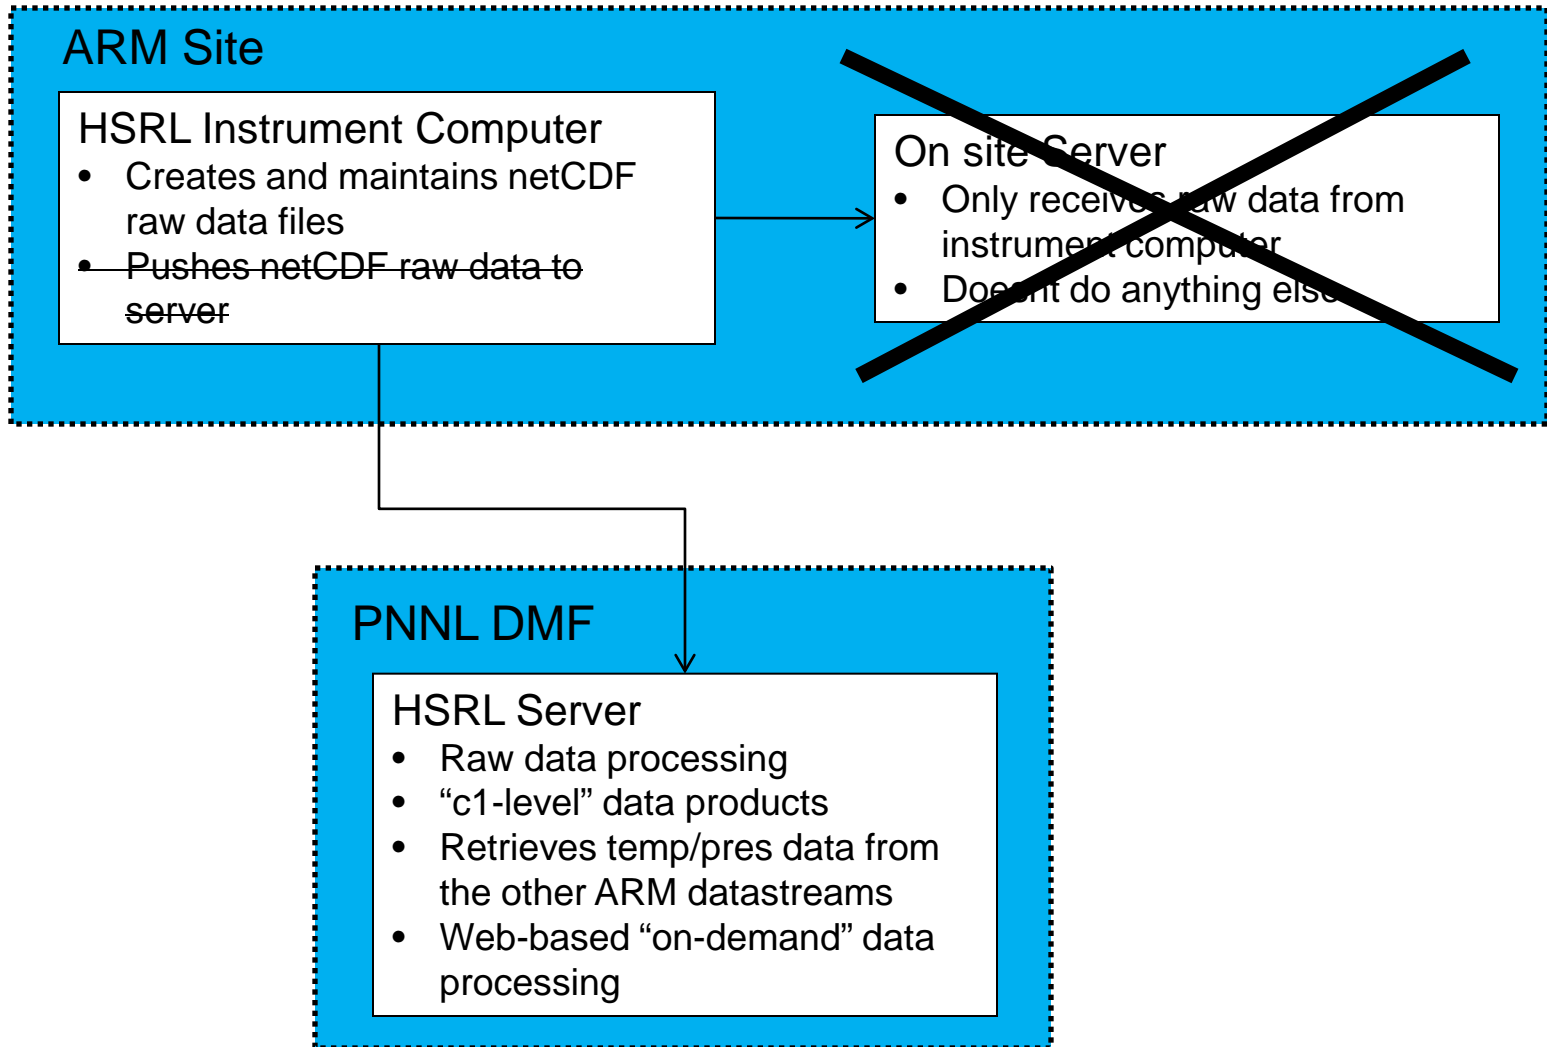 ARM Site
HSRL Instrument Computer
• Creates and maintains netCDF
raw data files
• Pushes netCDF raw data to
server
On site Server
• Only receives raw data from
instrument computer
• Doesnt do anything else
PNNL DMF
HSRL Server
• Raw data processing
• “c1-level” data products
• Retrieves temp/pres data from
the other ARM datastreams
• Web-based “on-demand” data
processing